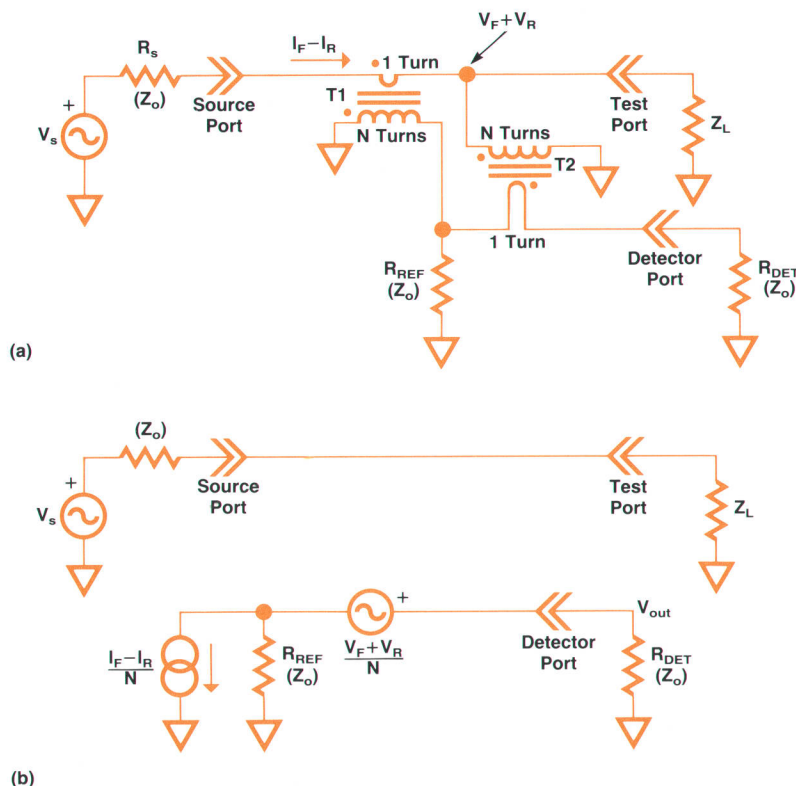 V_F+V_R
I_F−I_R
R_s
1 Turn
(Z_o)
Source
Port
T1
Test
Port
+
V_s
N Turns
N Turns
Z_L
T2
1 Turn
Detector
Port
R_REF
(Z_o)
R_DET
(Z_o)
(a)
(Z_o)
+
Source
Port
Test
Port
V_s
Z_L
+
V_out
I_F−I_R
N
R_REF
(Z_o)
V_F+V_R
N
Detector
Port
R_DET
(Z_o)
(b)